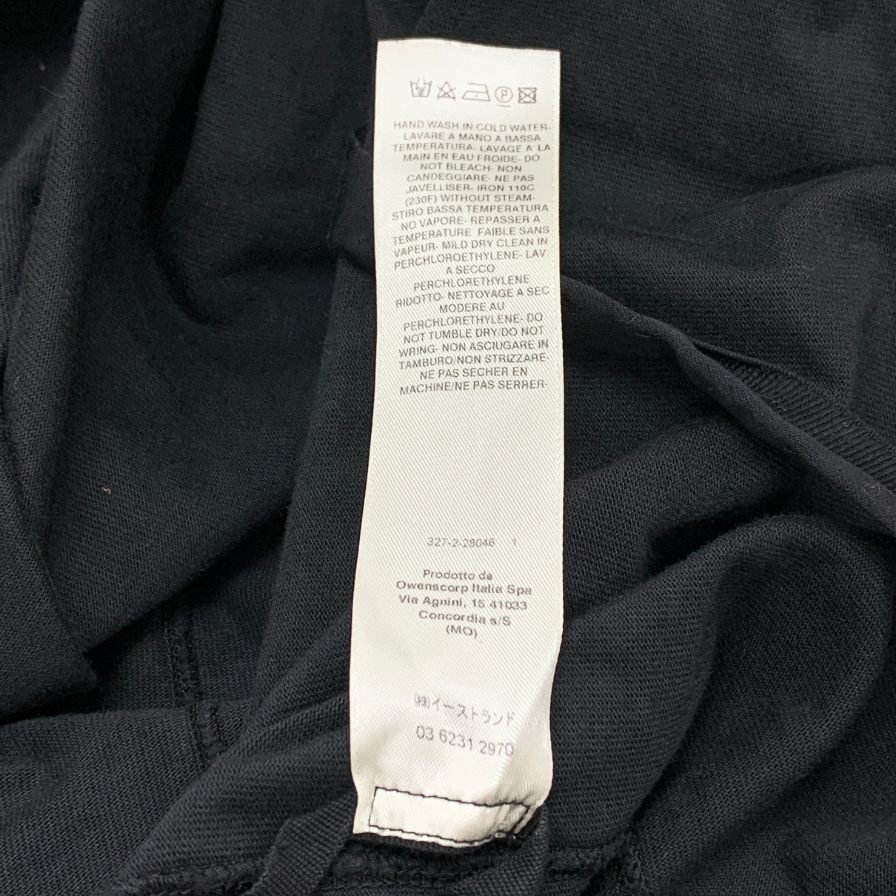 HAND WASH IN COLD WATER-
LAVARE A MANO A BASSA
TEMPERATURA- LAVAGE A LA
MAIN EN EAU FROIDE- DO
NOT BLEACH- NON
CANDEGGIARE- NE PAS
JAVELLISER- IRON 110C
(230F) WITHOUT STEAM-
STIRO BASSA TEMPERATURA
NO VAPORE- REPASSER A
TEMPERATURE FAIBLE SANS
VAPEUR- MILD DRY CLEAN IN
PERCHLOROETHYLENE- LAV
A SECCO
PERCHLOROETHYLENE
RIDOTTO- NETTOYAGE A SEC
MODERE AU
PERCHLORETHYLENE- DO
NOT TUMBLE DRY/DO NOT
WRING- NON ASCIUGARE IN
TAMBURO/NON STRIZZARE-
NE PAS SECHER EN
MACHINE/NE PAS SERRER-
327-2-28046 1
Prodotto da
Owenscorp Italia Spa
Via Agnini, 15 41033
Concordia s/S
(MO)
(株)イーストランド
03 6231 2970